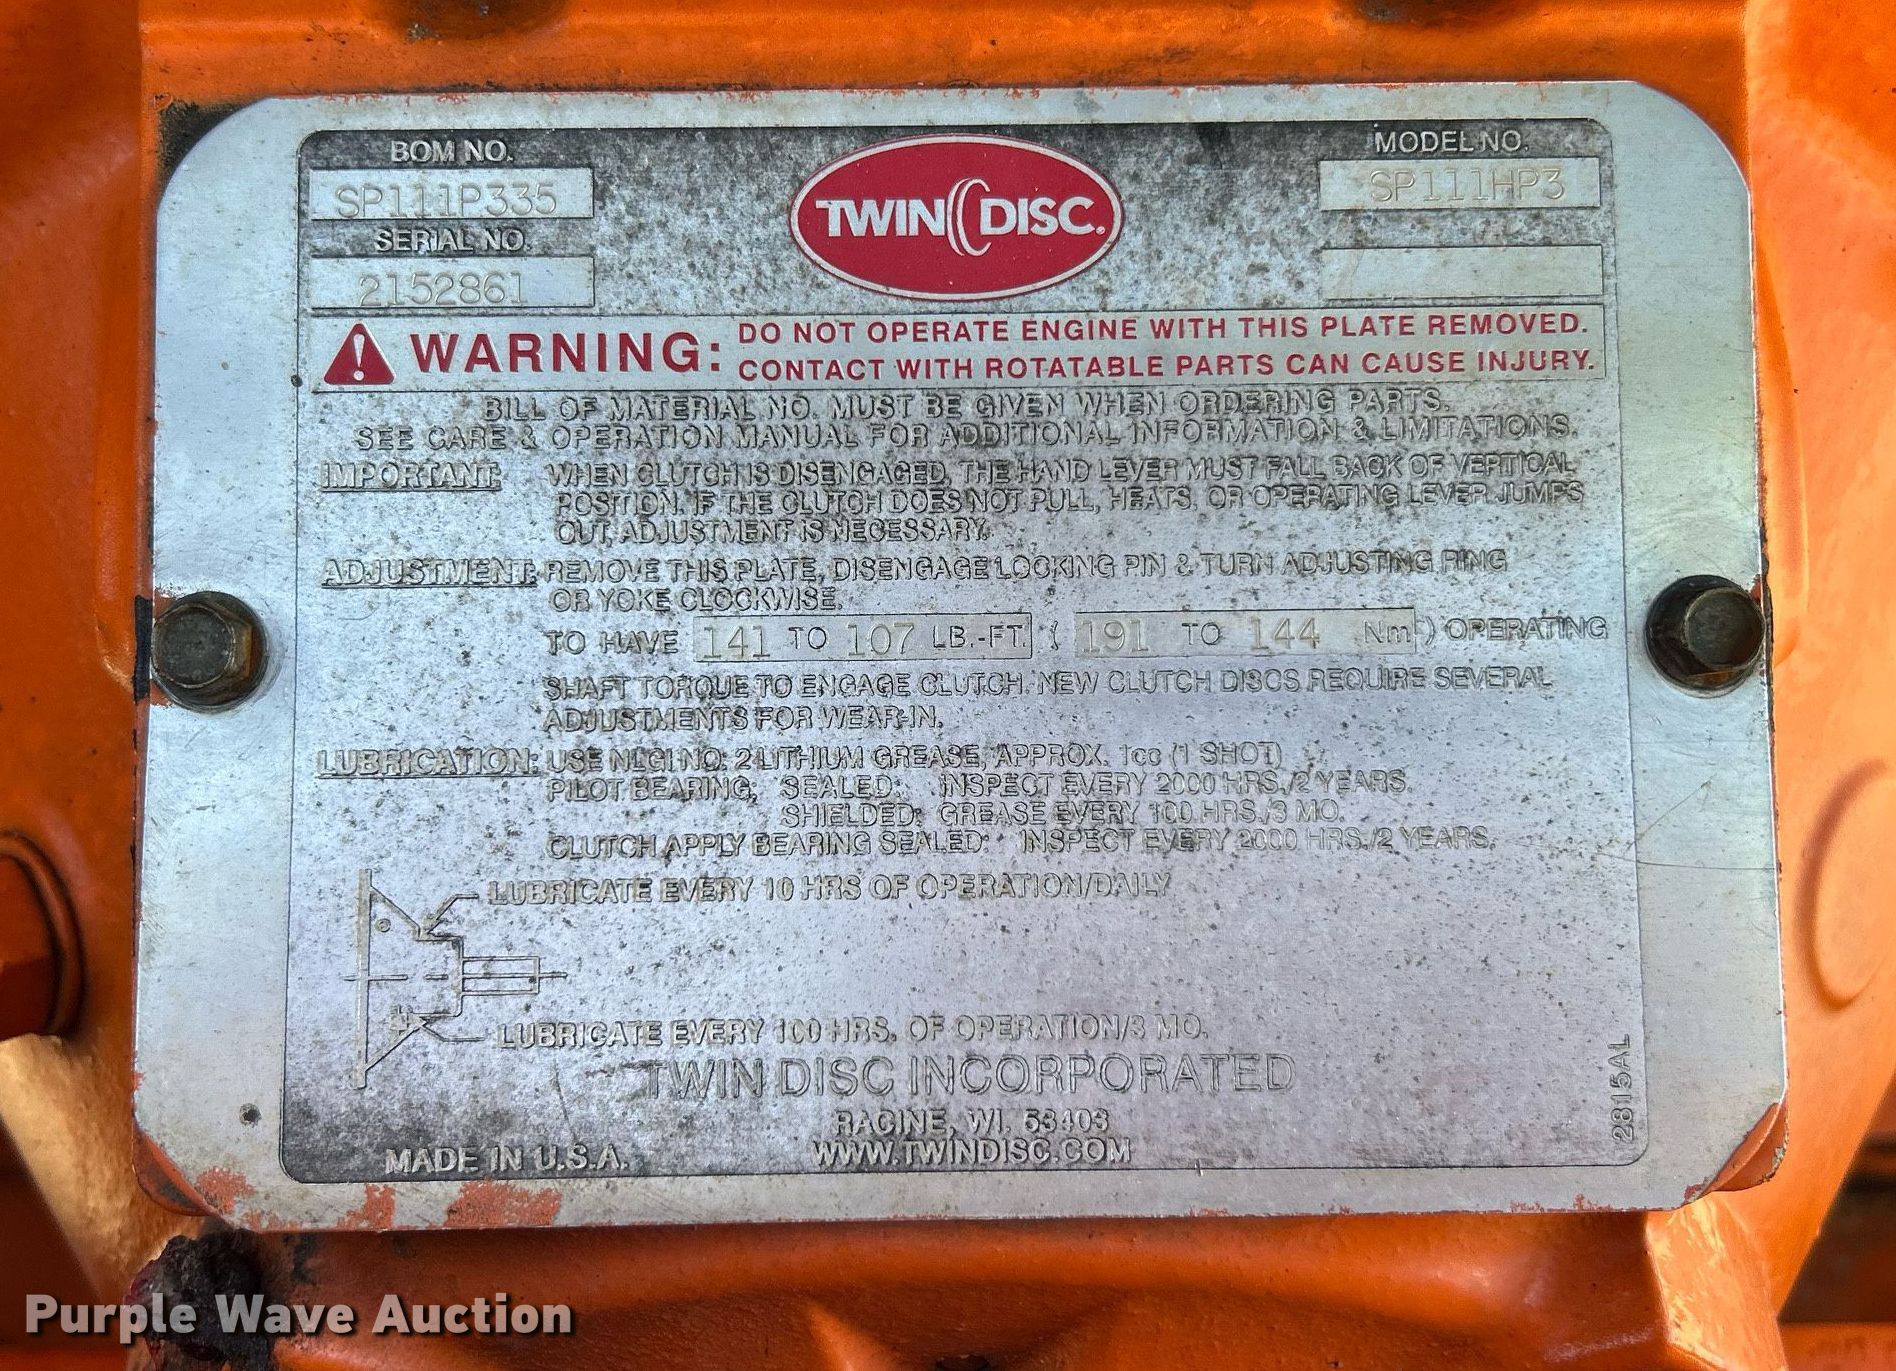 BOM NO.
SP111P335
SERIAL NO.
2152861
TWIN DISC.
MODEL NO.
SP111HP3
WARNING: DO NOT OPERATE ENGINE WITH THIS PLATE REMOVED.
CONTACT WITH ROTATABLE PARTS CAN CAUSE INJURY.
BILL OF MATERIAL NO. MUST BE GIVEN WHEN ORDERING PARTS.
SEE CARE & OPERATION MANUAL FOR ADDITIONAL INFORMATION & LIMITATIONS.
IMPORTANT: WHEN CLUTCH IS DISENGAGED, THE HAND LEVER MUST FALL BACK OF VERTICAL
POSITION. IF THE CLUTCH DOES NOT PULL, HEATS, OR OPERATING LEVER JUMPS
OUT, ADJUSTMENT IS NECESSARY.
ADJUSTMENT: REMOVE THIS PLATE, DISENGAGE LOCKING PIN & TURN ADJUSTING RING
OR YOKE CLOCKWISE.
TO HAVE 141 TO 107 LB.-FT. ( 191 TO 144 Nm ) OPERATING
SHAFT TORQUE TO ENGAGE CLUTCH. NEW CLUTCH DISCS REQUIRE SEVERAL
ADJUSTMENTS FOR WEAR-IN.
LUBRICATION: USE NLGI NO. 2 LITHIUM GREASE, APPROX. 1cc (1 SHOT)
PILOT BEARING; SEALED: INSPECT EVERY 2000 HRS./2 YEARS.
SHIELDED: GREASE EVERY 100 HRS./3 MO.
CLUTCH APPLY BEARING SEALED: INSPECT EVERY 2000 HRS./2 YEARS.
LUBRICATE EVERY 10 HRS OF OPERATION/DAILY
LUBRICATE EVERY 100 HRS. OF OPERATION/3 MO.
TWIN DISC INCORPORATED
RACINE, WI. 53403
MADE IN U.S.A.
WWW.TWINDISC.COM
2815AL
Purple Wave Auction